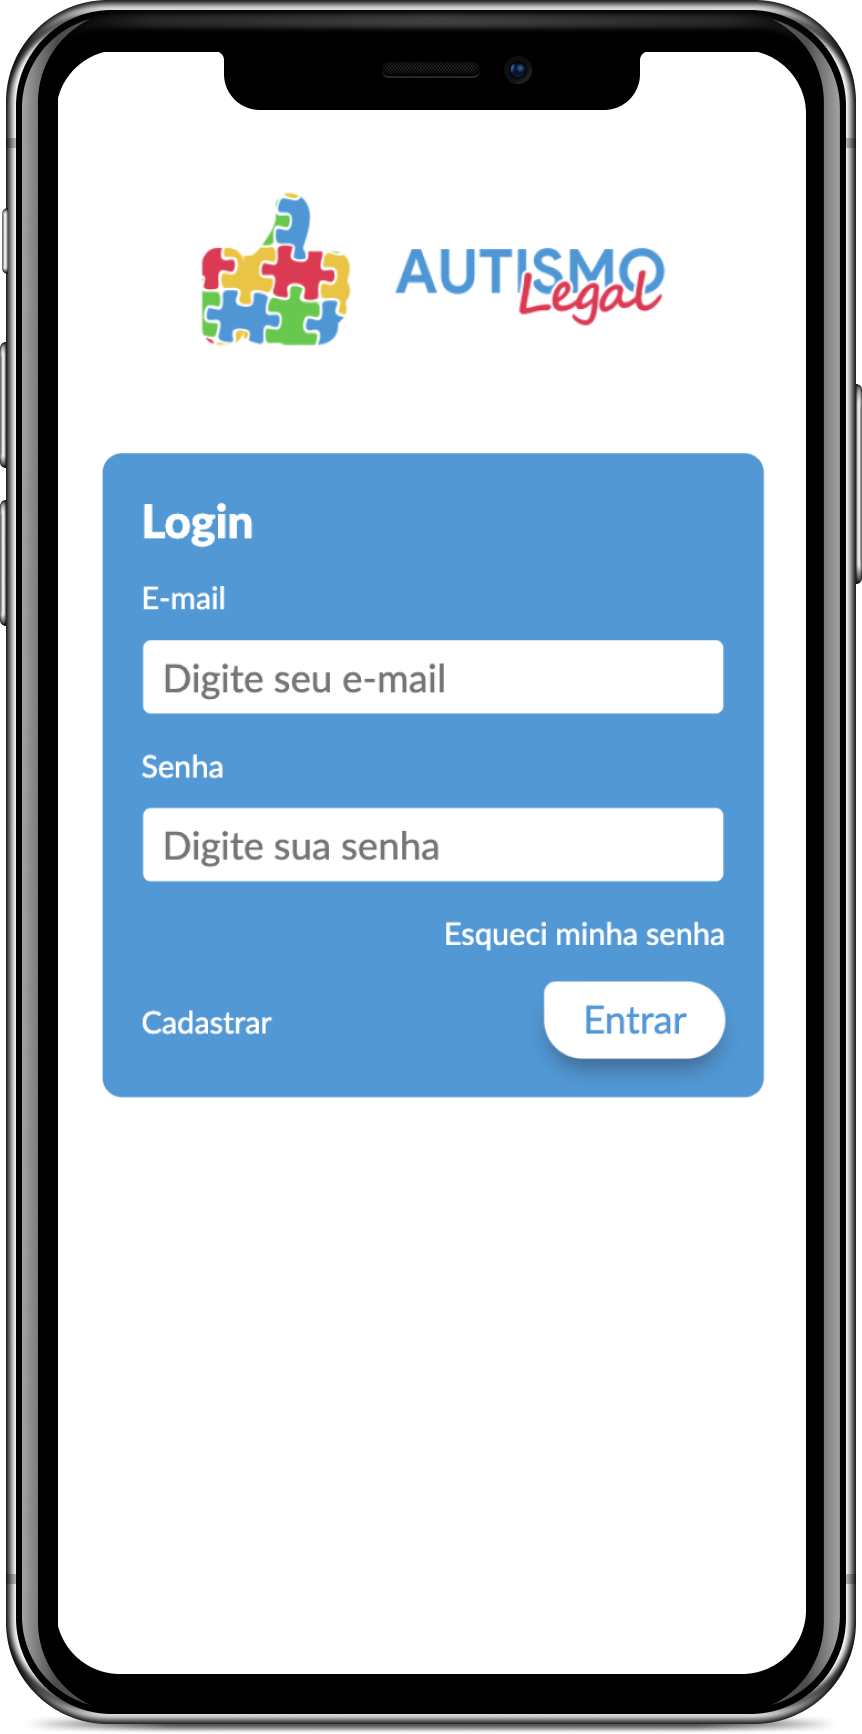 AUTISMO
Legal
Login
E-mail
Digite seu e-mail
Senha
Digite sua senha
Esqueci minha senha
Cadastrar
Entrar